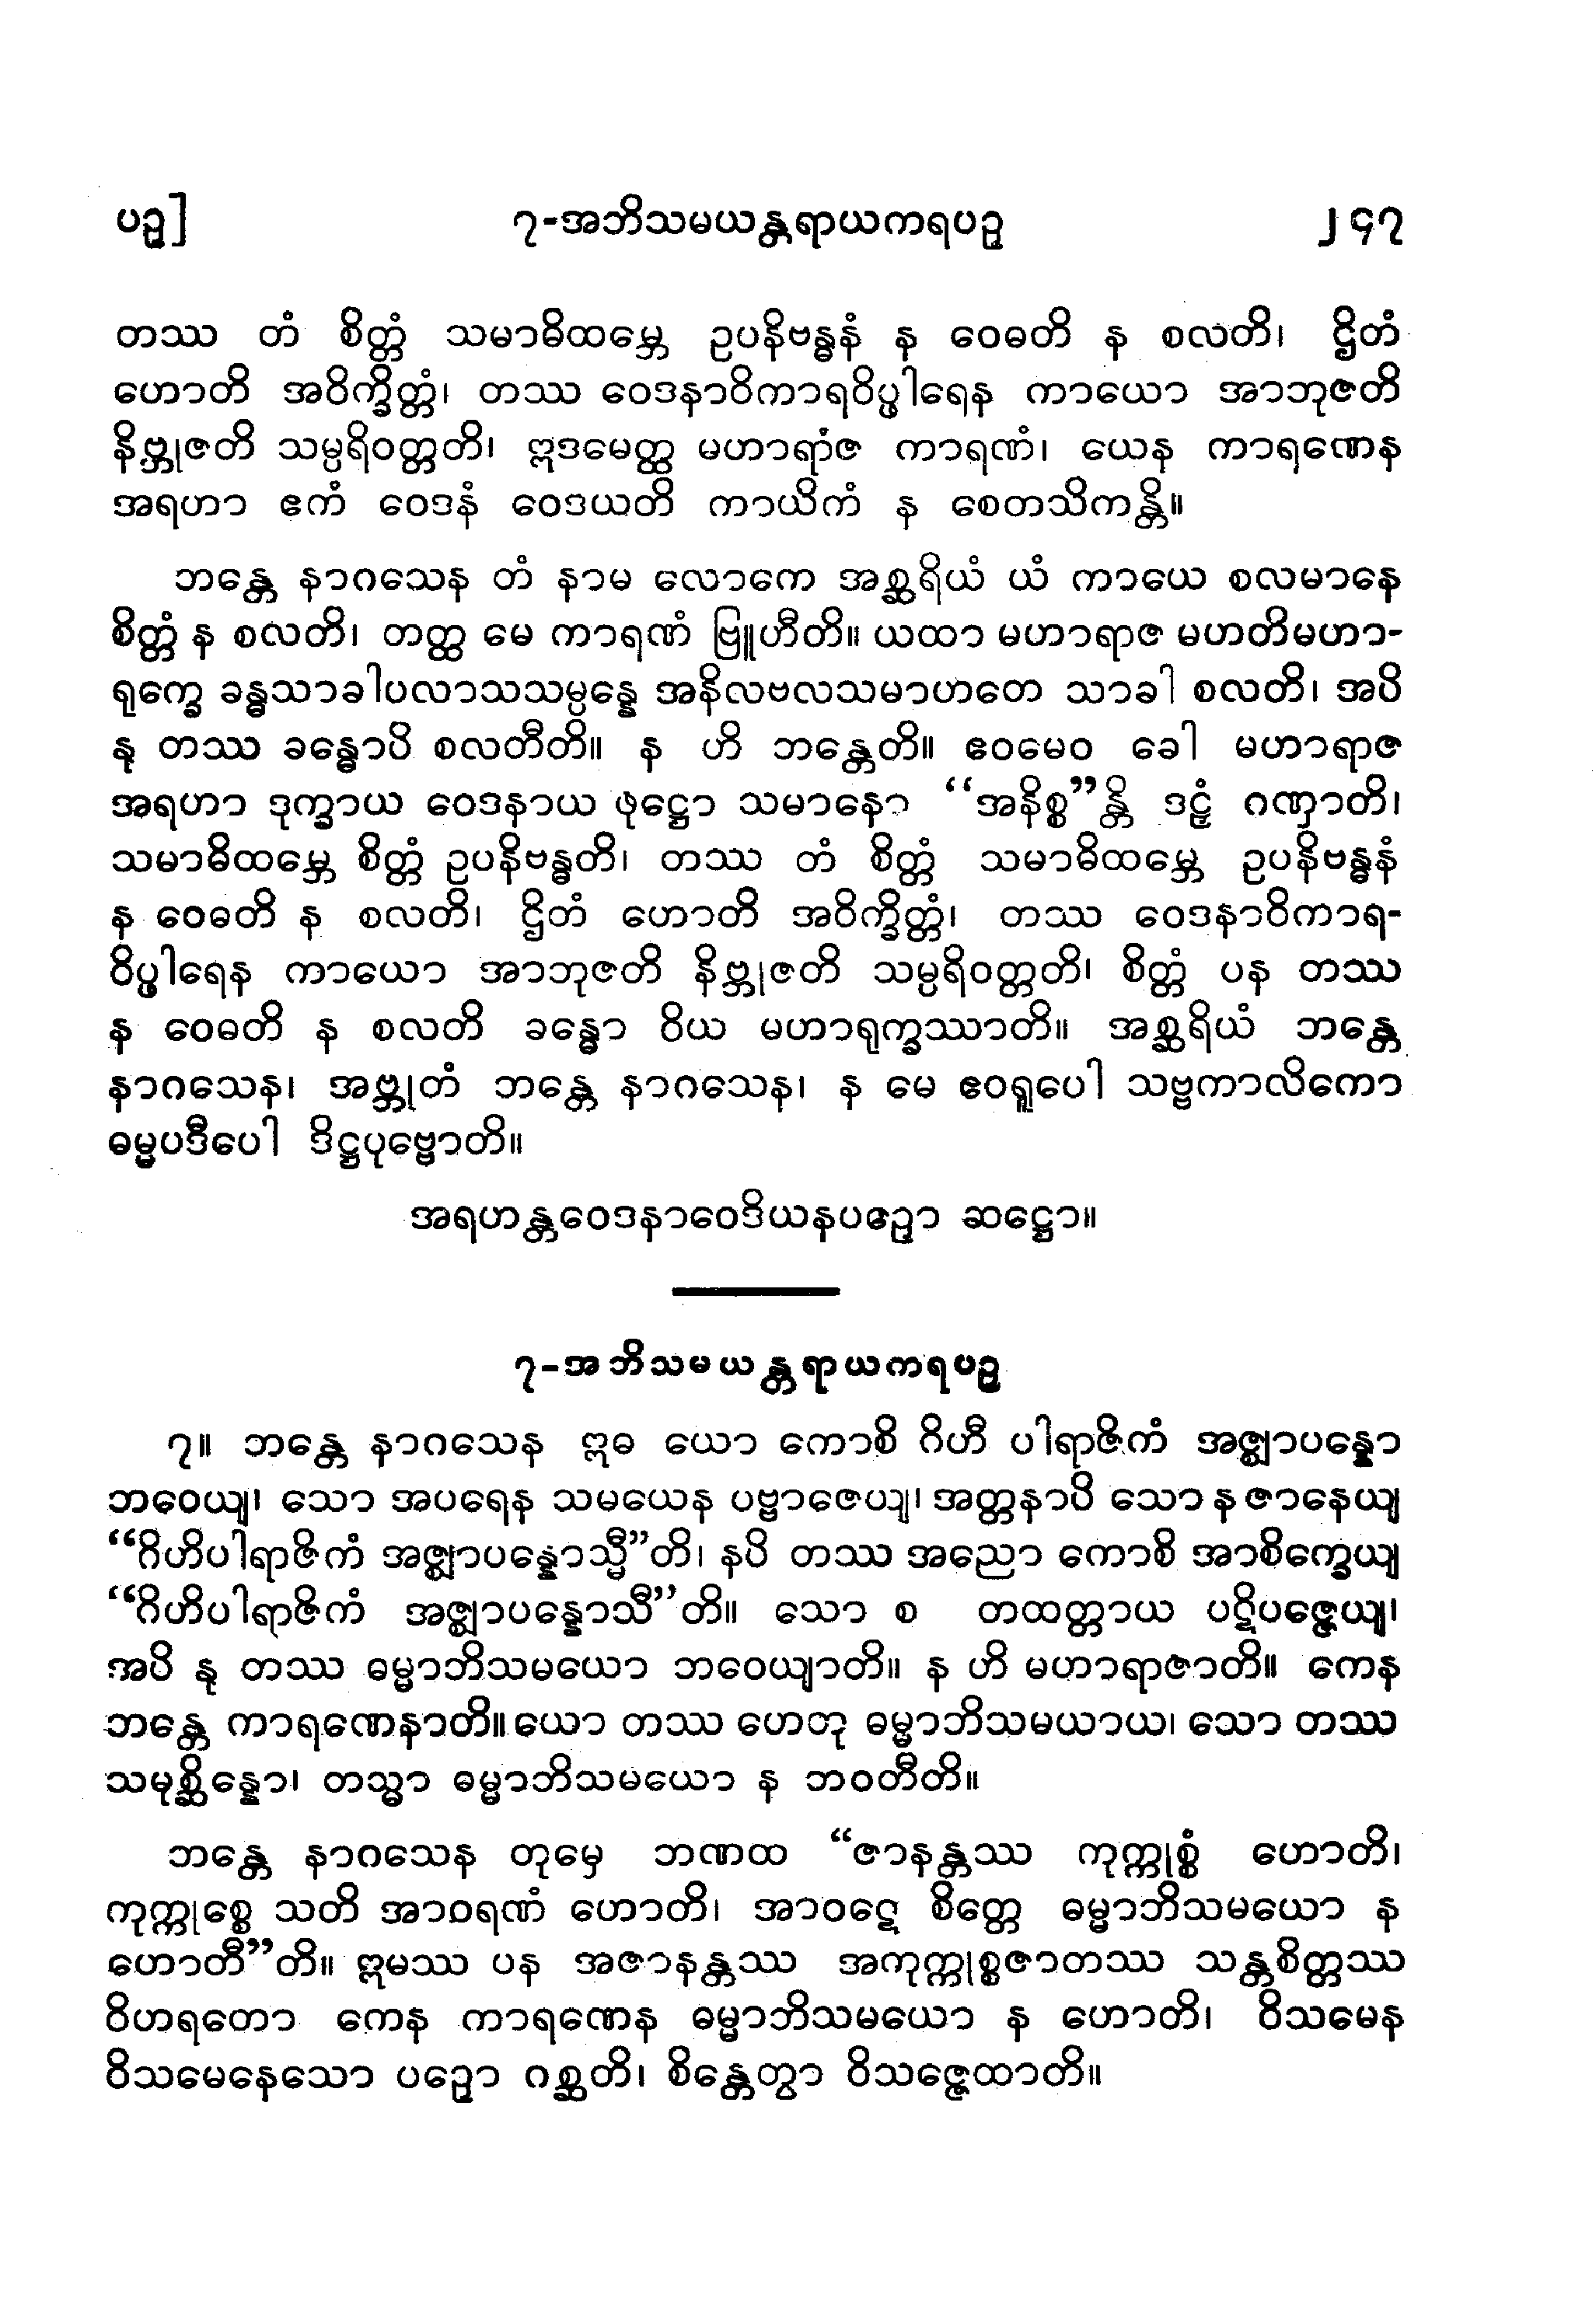 ပဥှ]
၇-အဘိသမယန္တရာယကရပဥှ
၂၄၇
တဿ တံ စိတ္တံ သမာဓိထမ္ဘေ ဥပနိဗန္ဓနံ န ဝေဓတိ န စလတိ၊ ဌိတံ
ဟောတိ အဝိက္ခိတ္တံ၊ တဿ ဝေဒနာဝိကာရဝိပ္ဖါရေန ကာယော အာဘုဇတိ
နိဗ္ဘုဇတိ သမ္ပရိဝတ္တတိ၊ ဣဒမေတ္ထ မဟာရာဇ ကာရဏံ၊ ယေန ကာရဏေန
အရဟာ ဧကံ ဝေဒနံ ဝေဒယတိ ကာယိကံ န စေတသိကန္တိ။
ဘန္တေ နာဂသေန တံ နာမ လောကေ အစ္ဆရိယံ ယံ ကာယေ စလမာနေ
စိတ္တံ န စလတိ၊ တတ္ထ မေ ကာရဏံ ဗြူဟီတိ။ ယထာ မဟာရာဇ မဟတိမဟာ-
ရုက္ခေ ခန္ဓသာခါပလာသသမ္ပန္နေ အနိလဗလသမာဟတေ သာခါ စလတိ၊ အပိ
နု တဿ ခန္ဓောပိ စလတီတိ။ န ဟိ ဘန္တေတိ။ ဧဝမေဝ ခေါ မဟာရာဇ
အရဟာ ဒုက္ခာယ ဝေဒနာယ ဖုဋ္ဌော သမာနော “အနိစ္စ”န္တိ ဒဠှံ ဂဏှာတိ၊
သမာဓိထမ္ဘေ စိတ္တံ ဥပနိဗန္ဓတိ၊ တဿ တံ စိတ္တံ သမာဓိထမ္ဘေ ဥပနိဗန္ဓနံ
န ဝေဓတိ န စလတိ၊ ဌိတံ ဟောတိ အဝိက္ခိတ္တံ၊ တဿ ဝေဒနာဝိကာရ-
ဝိပ္ဖါရေန ကာယော အာဘုဇတိ နိဗ္ဘုဇတိ သမ္ပရိဝတ္တတိ၊ စိတ္တံ ပန တဿ
န ဝေဓတိ န စလတိ ခန္ဓော ဝိယ မဟာရုက္ခဿာတိ။ အစ္ဆရိယံ ဘန္တေ
နာဂသေန၊ အဗ္ဘုတံ ဘန္တေ နာဂသေန၊ န မေ ဧဝရူပေါ သဗ္ဗကာလိကော
ဓမ္မပဒီပေါ ဒိဋ္ဌပုဗ္ဗောတိ။
အရဟန္တဝေဒနာဝေဒိယနပဥှော ဆဋ္ဌော။
၇-အဘိသမယန္တရာယကရပဥှ
၇။ ဘန္တေ နာဂသေန ဣဓ ယော ကောစိ ဂိဟီ ပါရာဇိကံ အဇ္ဈာပန္နော
ဘဝေယျ၊ သော အပရေန သမယေန ပဗ္ဗာဇေယျ၊ အတ္တနာပိ သော န ဇာနေယျ
“ဂိဟိပါရာဇိကံ အဇ္ဈာပန္နောသ္မီ”တိ၊ နပိ တဿ အညော ကောစိ အာစိက္ခေယျ
“ဂိဟိပါရာဇိကံ အဇ္ဈာပန္နောသီ”တိ။ သော စ တထတ္တာယ ပဋိပဇ္ဇေယျ၊
အပိ နု တဿ ဓမ္မာဘိသမယော ဘဝေယျာတိ။ န ဟိ မဟာရာဇာတိ။ ကေန
ဘန္တေ ကာရဏေနာတိ။ ယော တဿ ဟေတု ဓမ္မာဘိသမယာယ၊ သော တဿ
သမုစ္ဆိန္နော၊ တသ္မာ ဓမ္မာဘိသမယော န ဘဝတီတိ။
ဘန္တေ နာဂသေန တုမှေ ဘဏထ “ဇာနန္တဿ ကုက္ကုစ္စံ ဟောတိ၊
ကုက္ကုစ္စေ သတိ အာဝရဏံ ဟောတိ၊ အာဝဋေ စိတ္တေ ဓမ္မာဘိသမယော န
ဟောတီ”တိ။ ဣမဿ ပန အဇာနန္တဿ အကုက္ကုစ္စဇာတဿ သန္တစိတ္တဿ
ဝိဟရတော ကေန ကာရဏေန ဓမ္မာဘိသမယော န ဟောတိ၊ ဝိသမေန
ဝိသမေနေသော ပဥှော ဂစ္ဆတိ၊ စိန္တေတွာ ဝိသဇ္ဇေထာတိ။